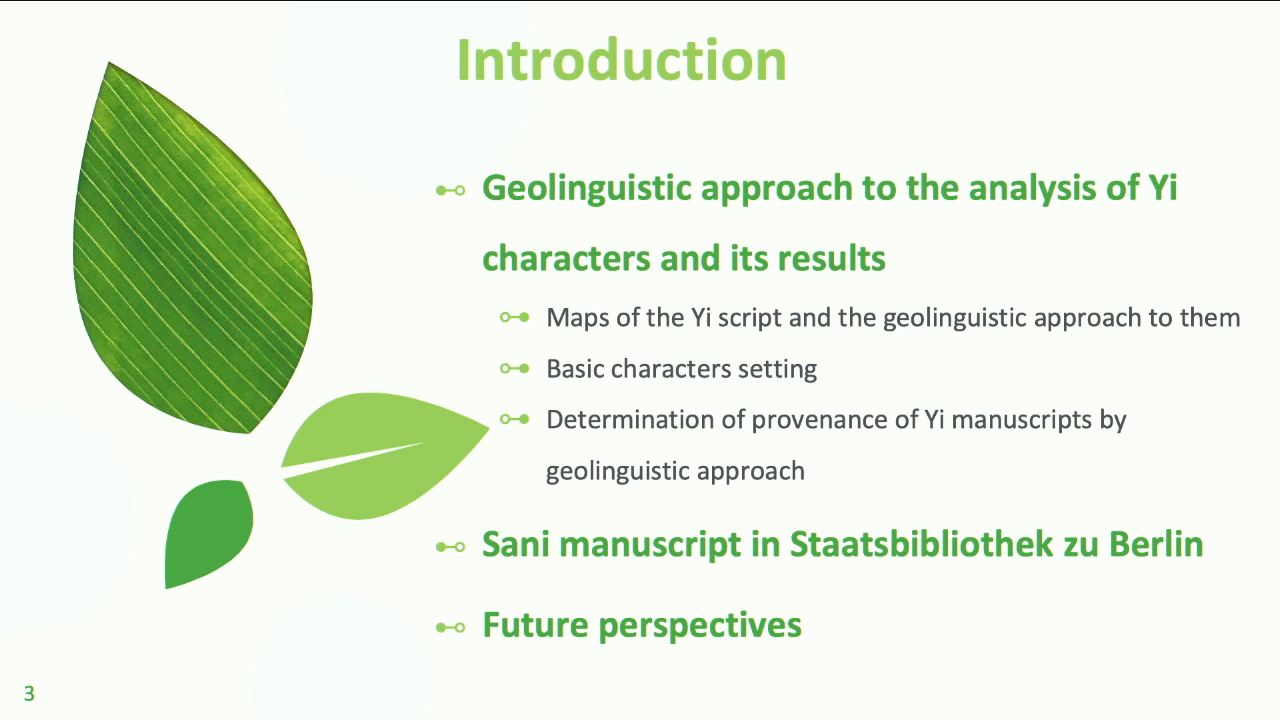 Introduction
Geolinguistic approach to the analysis of Yi
characters and its results
Maps of the Yi script and the geolinguistic approach to them
Basic characters setting
Determination of provenance of Yi manuscripts by
geolinguistic approach
Sani manuscript in Staatsbibliothek zu Berlin
Future perspectives
3